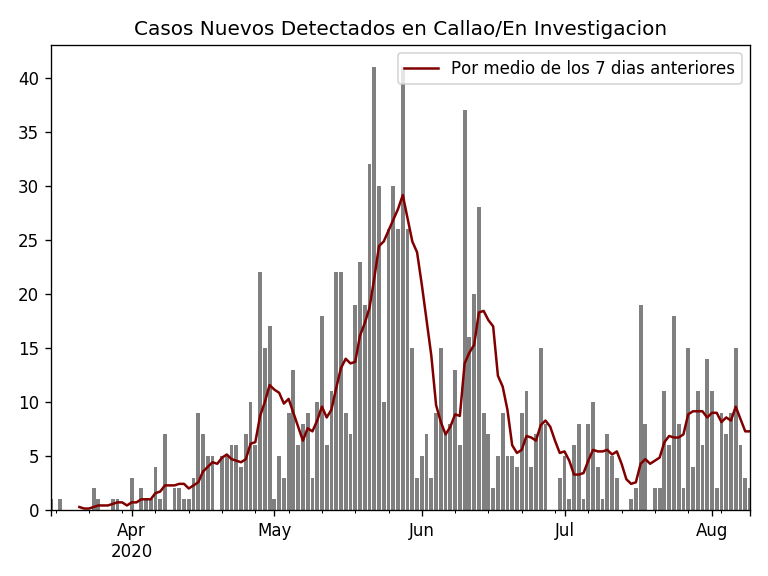 Casos Nuevos Detectados en Callao/En Investigacion
Por medio de los 7 dias anteriores
40
35
30
25
20
15
10
5
0
Apr
2020
May
Jun
Jul
Aug